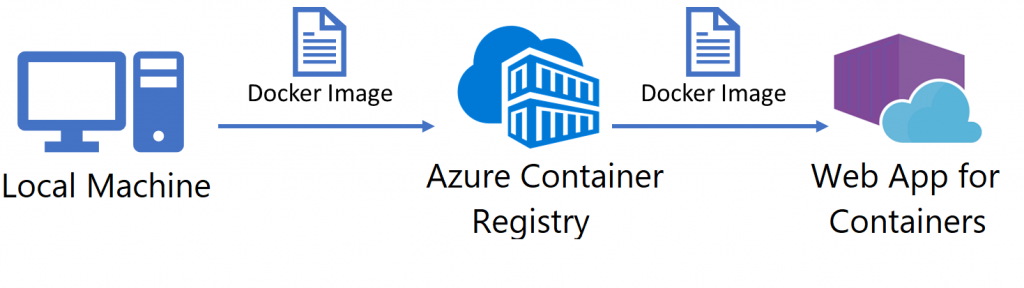 Docker Image
Docker Image
Local Machine
Azure Container
Registry
Web App for
Containers